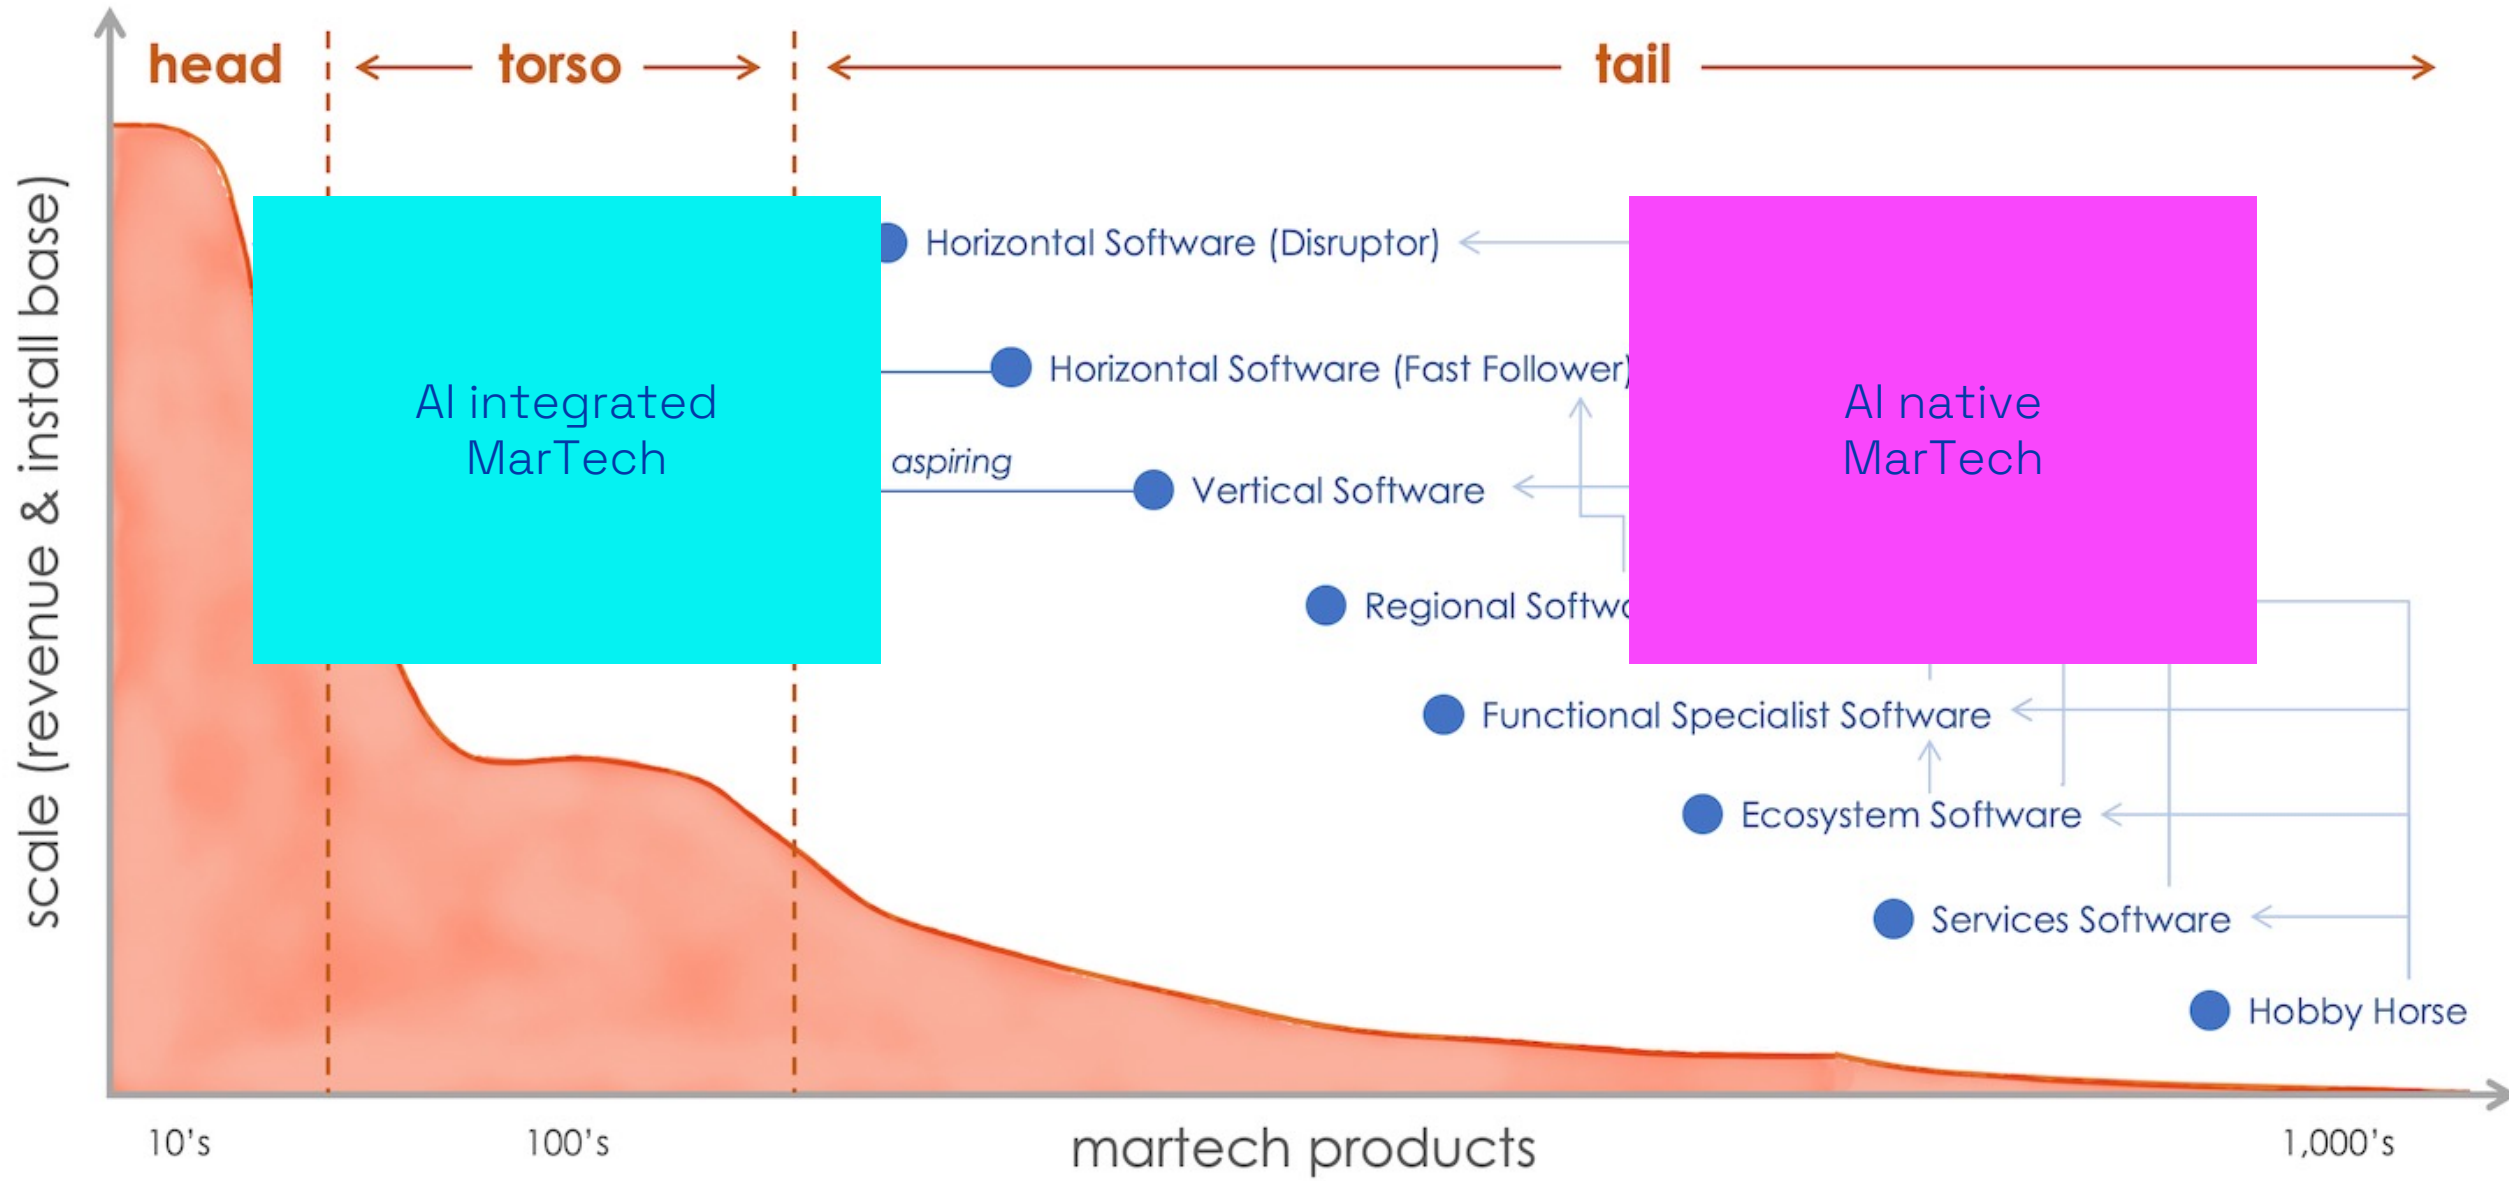 head
torso
tail
scale (revenue & install base)
AI integrated
MarTech
Horizontal Software (Disruptor)
Horizontal Software (Fast Follower)
aspiring
Vertical Software
AI native
MarTech
Regional
Functional Specialist Software
Ecosystem Software
Services Software
Hobby Horse
10's
100's
martech products
1,000's